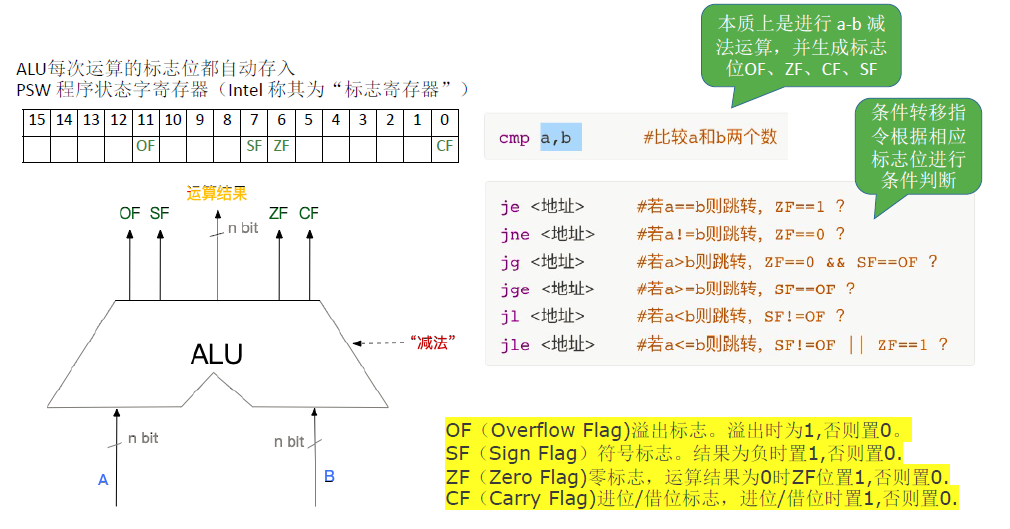 ALU每次运算的标志位都自动存入
PSW 程序状态字寄存器（Intel 称其为“标志寄存器”）
15 14 13 12 11 10 9 8 7 6 5 4 3 2 1 0
OF SF ZF CF
运算结果
OF SF ZF CF
n bit
ALU
“减法”
n bit
n bit
A
B
本质上是进行 a-b 减
法运算，并生成标志
位OF、ZF、CF、SF
cmp a,b #比较a和b两个数
条件转移指
令根据相应
标志位进行
条件判断
je <地址> #若a==b则跳转，ZF==1 ？
jne <地址> #若a!=b则跳转，ZF==0 ？
jg <地址> #若a>b则跳转，ZF==0 && SF==OF ？
jge <地址> #若a>=b则跳转，SF==OF ？
jl <地址> #若a<b则跳转，SF!=OF ？
jle <地址> #若a<=b则跳转，SF!=OF || ZF==1 ？
OF（Overflow Flag)溢出标志。溢出时为1,否则置0。
SF（Sign Flag）符号标志。结果为负时置1,否则置0.
ZF（Zero Flag)零标志，运算结果为0时ZF位置1,否则置0.
CF（Carry Flag)进位/借位标志，进位/借位时置1,否则置0.